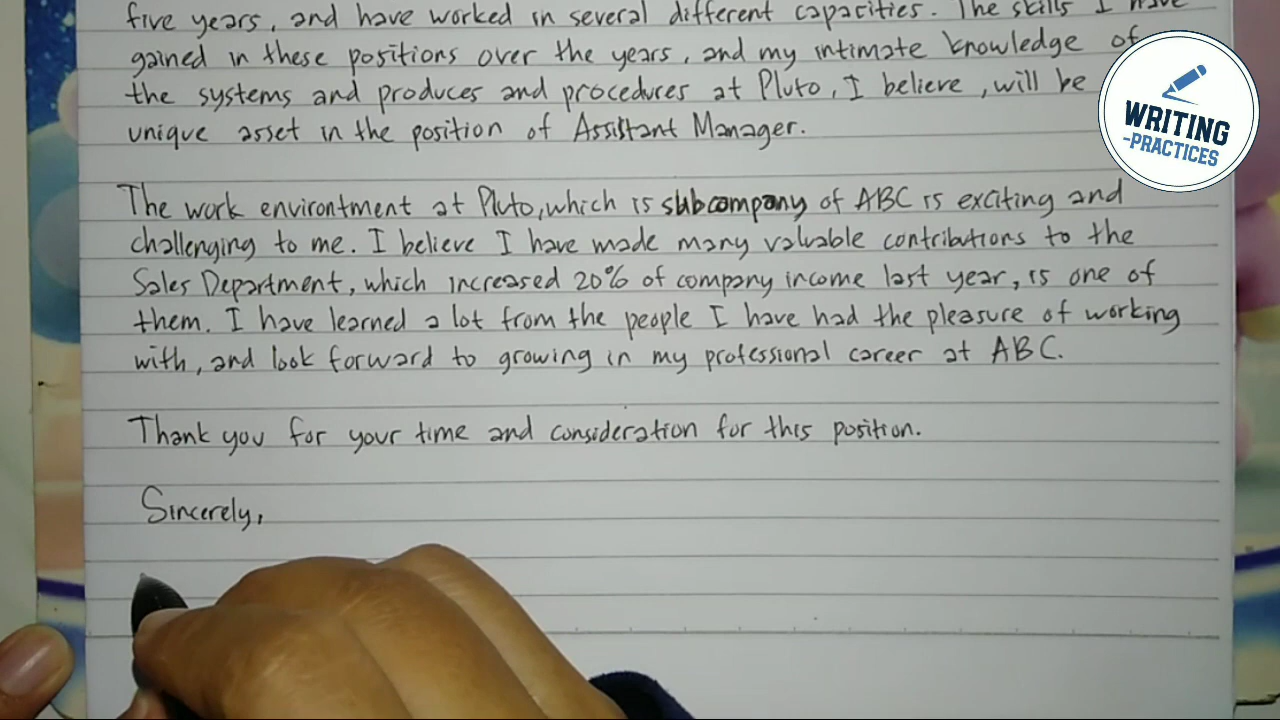 five years, and have worked in several different capacities. The skills I have
gained in these positions over the years, and my intimate knowledge of
the systems and produces and procedures at Pluto, I believe, will be
unique asset in the position of Assistant Manager.
The work environtment at Pluto, which is subcompany of ABC is exciting and
challenging to me. I believe I have made many valuable contributions to the
Sales Department, which increased 20% of company income last year, is one of
them. I have learned a lot from the people I have had the pleasure of working
with, and look forward to growing in my professional career at ABC.
Thank you for your time and consideration for this position.
Sincerely,
WRITING
-PRACTICES